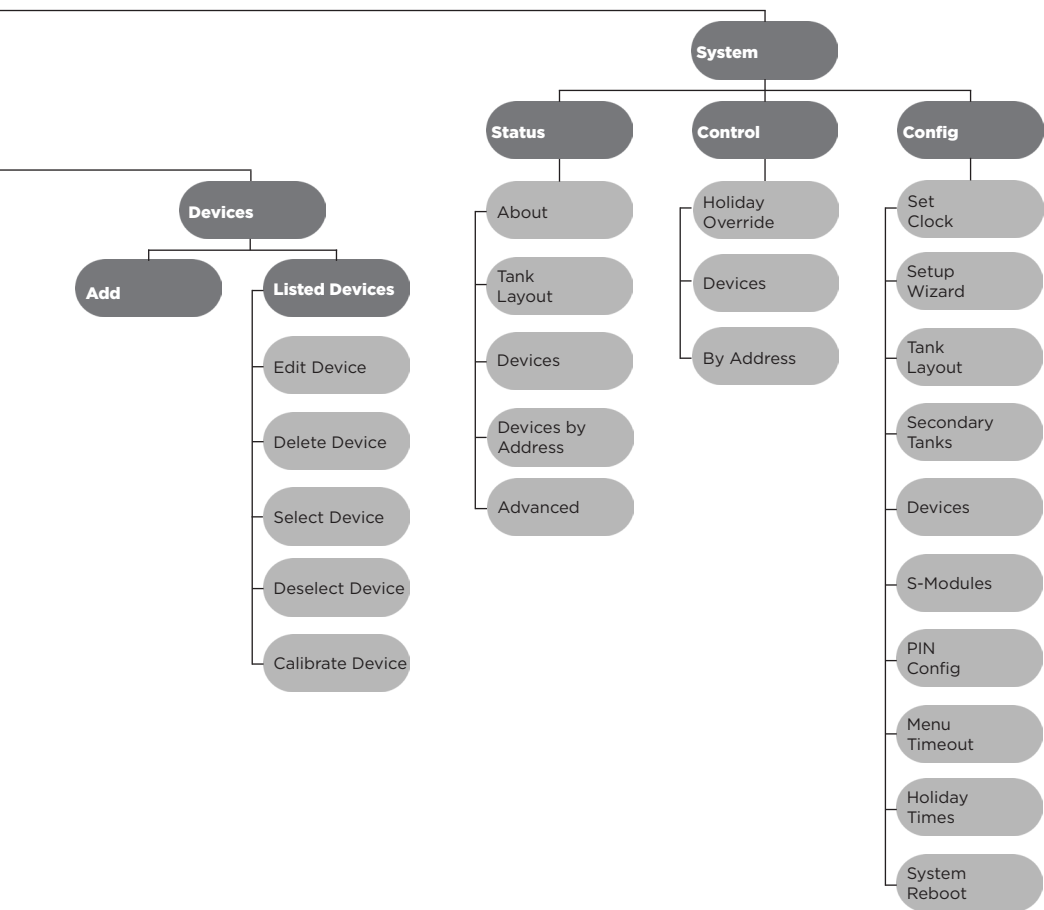 System
Status
Control
Config
Devices
Add
Listed Devices
Edit Device
Delete Device
Select Device
Deselect Device
Calibrate Device
About
Tank
Layout
Devices
Devices by
Address
Advanced
Holiday
Override
Devices
By Address
Set
Clock
Setup
Wizard
Tank
Layout
Secondary
Tanks
Devices
S-Modules
PIN
Config
Menu
Timeout
Holiday
Times
System
Reboot